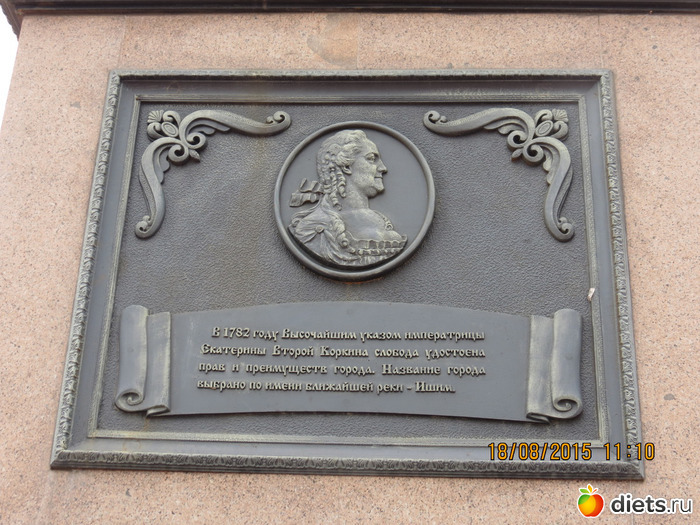 В 1782 году Высочайшим указом императрицы
Екатерины Второй Коркина слобода удостоена
прав и преимуществ города. Название города
выбрано по имени ближайшей реки - Ишим.
18/08/2015 11:10
diets.ru